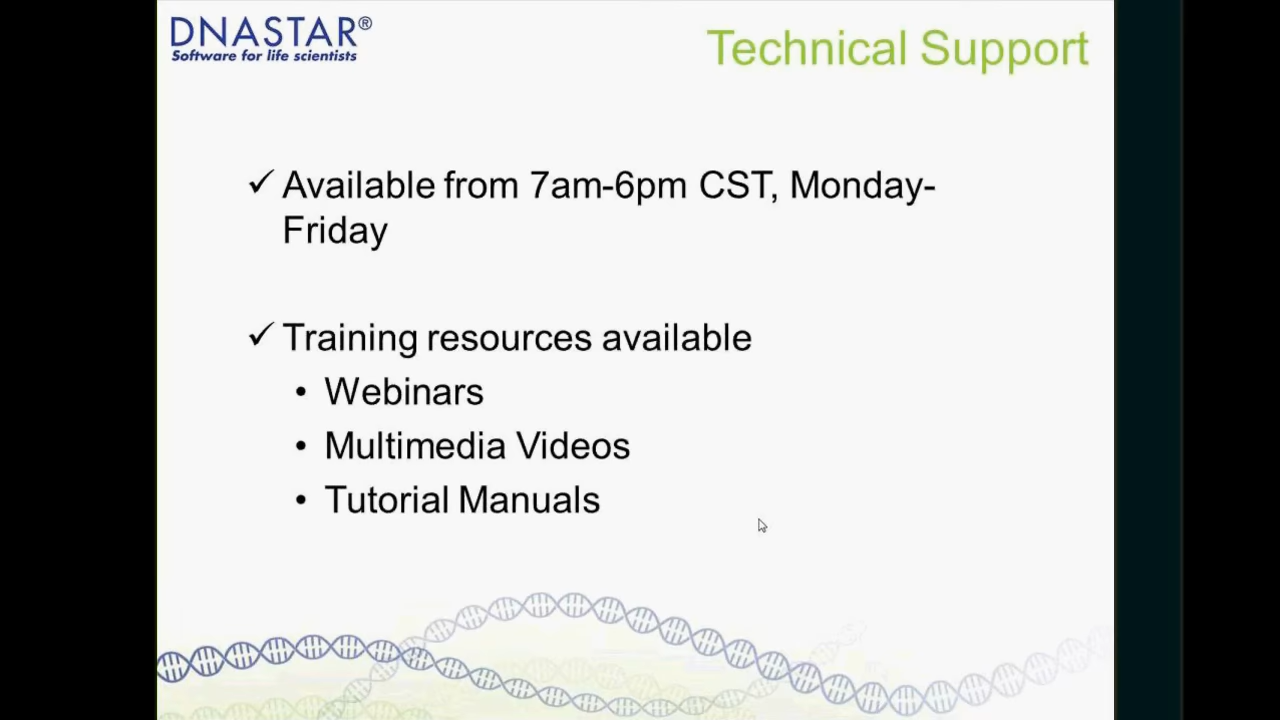 DNASTAR®
Software for life scientists
Technical Support
✓ Available from 7am-6pm CST, Monday-
Friday
✓ Training resources available
• Webinars
• Multimedia Videos
• Tutorial Manuals